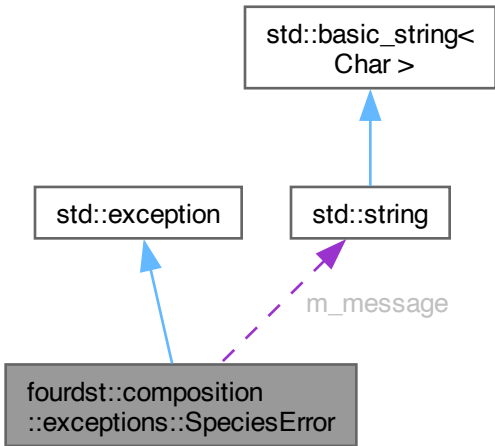 std::basic_string<
Char >
std::exception
std::string
m_message
fourdst::composition
::exceptions::SpeciesError